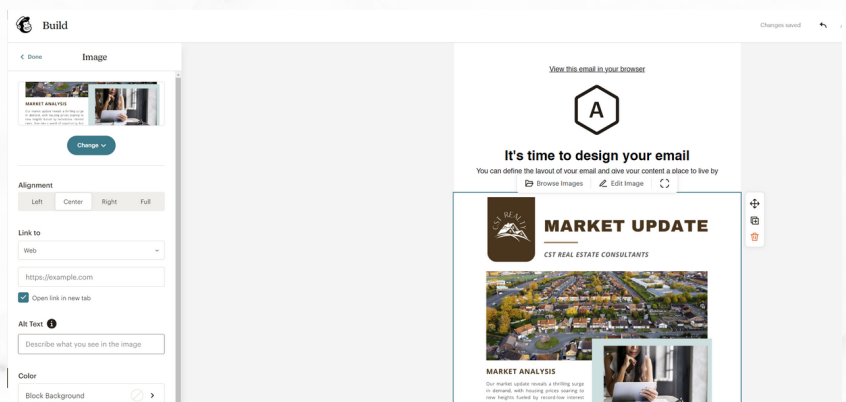 Build
Changes saved
Done
Image
View this email in your browser
MARKET ANALYSIS
Change
A
It's time to design your email
You can define the layout of your email and give your content a place to live by
Alignment
Browse Images
Edit Image
Left
Center
Right
Full
CST REALTY
MARKET UPDATE
Link to
Web
CST REAL ESTATE CONSULTANTS
https://example.com
Open link in new tab
Alt Text
Describe what you see in the image
Color
MARKET ANALYSIS
Our market update reveals a thrilling surge
in demand, with housing prices soaring to
new heights fueled by record-low interest
Block Background